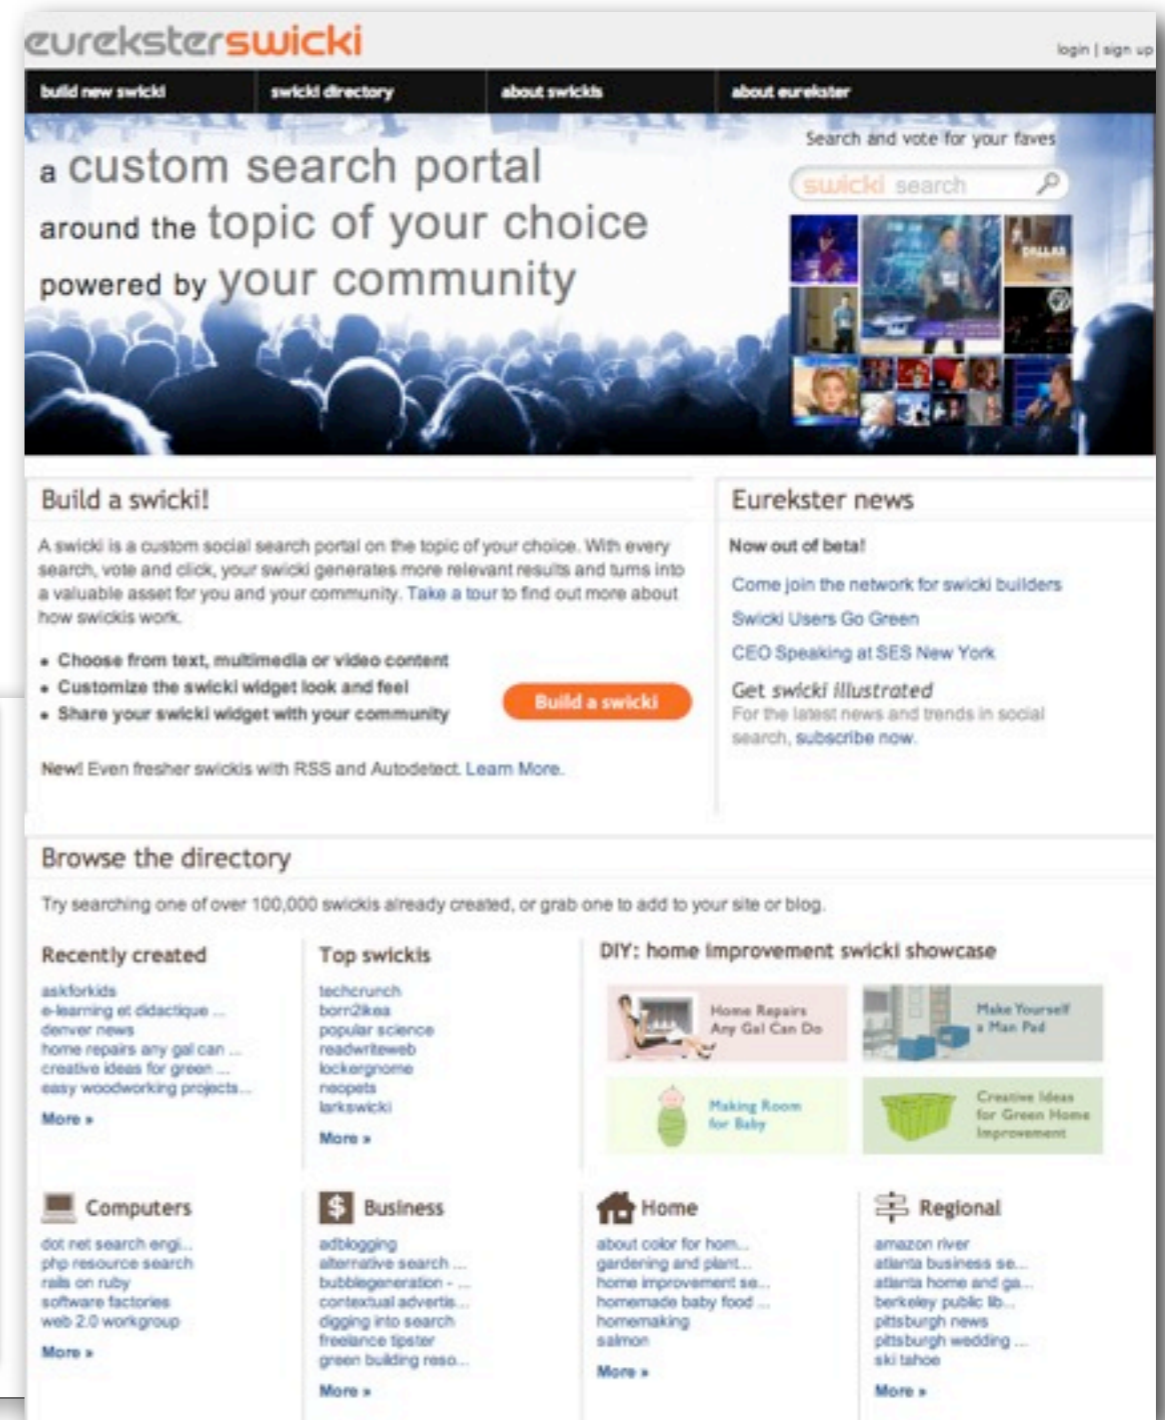 eureksterswicki
login | sign up
build new swicki
swicki directory
about swickis
about eurekster
a custom search portal
around the topic of your choice
powered by your community
Search and vote for your faves
swicki search
DALLAS
Build a swicki!
A swicki is a custom social search portal on the topic of your choice. With every
search, vote and click, your swicki generates more relevant results and turns into
a valuable asset for you and your community. Take a tour to find out more about
how swickis work.
• Choose from text, multimedia or video content
• Customize the swicki widget look and feel
• Share your swicki widget with your community
Build a swicki
New! Even fresher swickis with RSS and Autodetect. Learn More.
Eurekster news
Now out of beta!
Come join the network for swicki builders
Swicki Users Go Green
CEO Speaking at SES New York
Get swicki illustrated
For the latest news and trends in social
search, subscribe now.
Browse the directory
Try searching one of over 100,000 swickis already created, or grab one to add to your site or blog.
Recently created
askforkids
e-learning et didactique ...
denver news
home repairs any gal can ...
creative ideas for green ...
easy woodworking projects...
More »
Top swickis
techcrunch
born2ikea
popular science
readwriteweb
lockergnome
neopets
larkswicki
More »
DIY: home improvement swicki showcase
Home Repairs
Any Gal Can Do
Make Yourself
a Man Pad
Making Room
for Baby
Creative Ideas
for Green Home
Improvement
Computers
dot net search engi...
php resource search
rails on ruby
software factories
web 2.0 workgroup
More »
Business
adblogging
alternative search ...
bubblegeneration - ...
contextual advertis...
digging into search
freelance tipster
green building reso...
More »
Home
about color for hom...
gardening and plant...
home improvement se...
homemade baby food ...
homemaking
salmon
More »
Regional
amazon river
atlanta business se...
atlanta home and ga...
berkeley public lib...
pittsburgh news
pittsburgh wedding ...
ski tahoe
More »